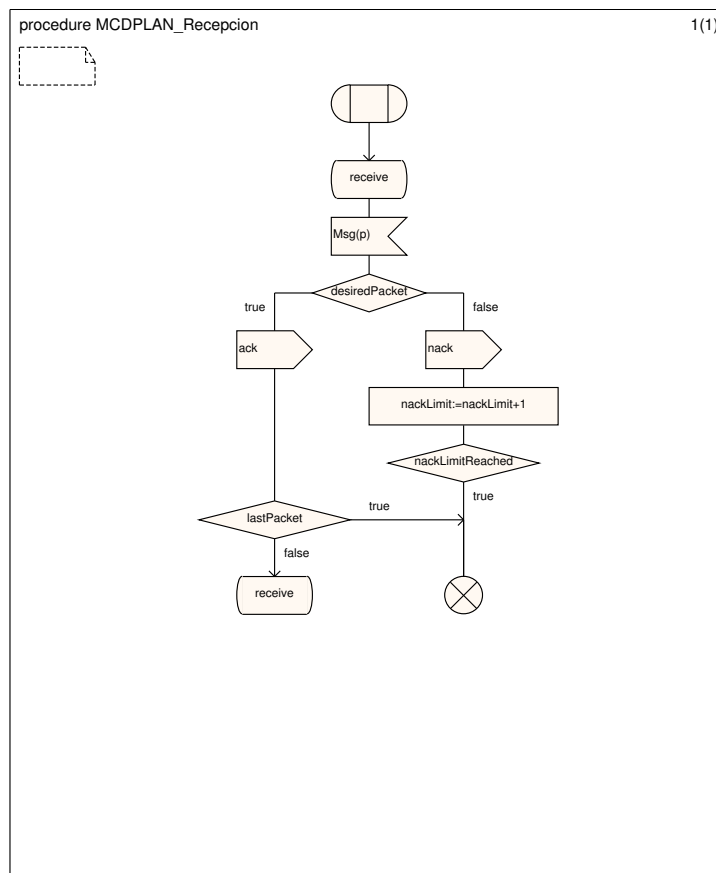 procedure MCDPLAN_Recepcion
1(1)
receive
Msg(p)
desiredPacket
true
false
ack
nack
nackLimit:=nackLimit+1
nackLimitReached
true
true
lastPacket
false
receive